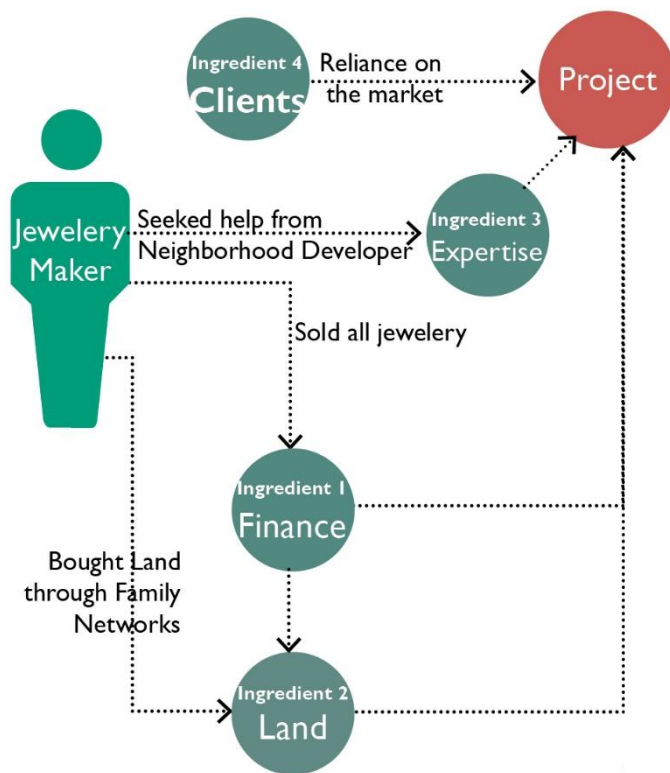 Ingredient 4
Clients
Reliance on
the market
Project
Jewelery
Maker
Seeked help from
Neighborhood Developer
Ingredient 3
Expertise
Sold all jewelery
Ingredient 1
Finance
Bought Land
through Family
Networks
Ingredient 2
Land